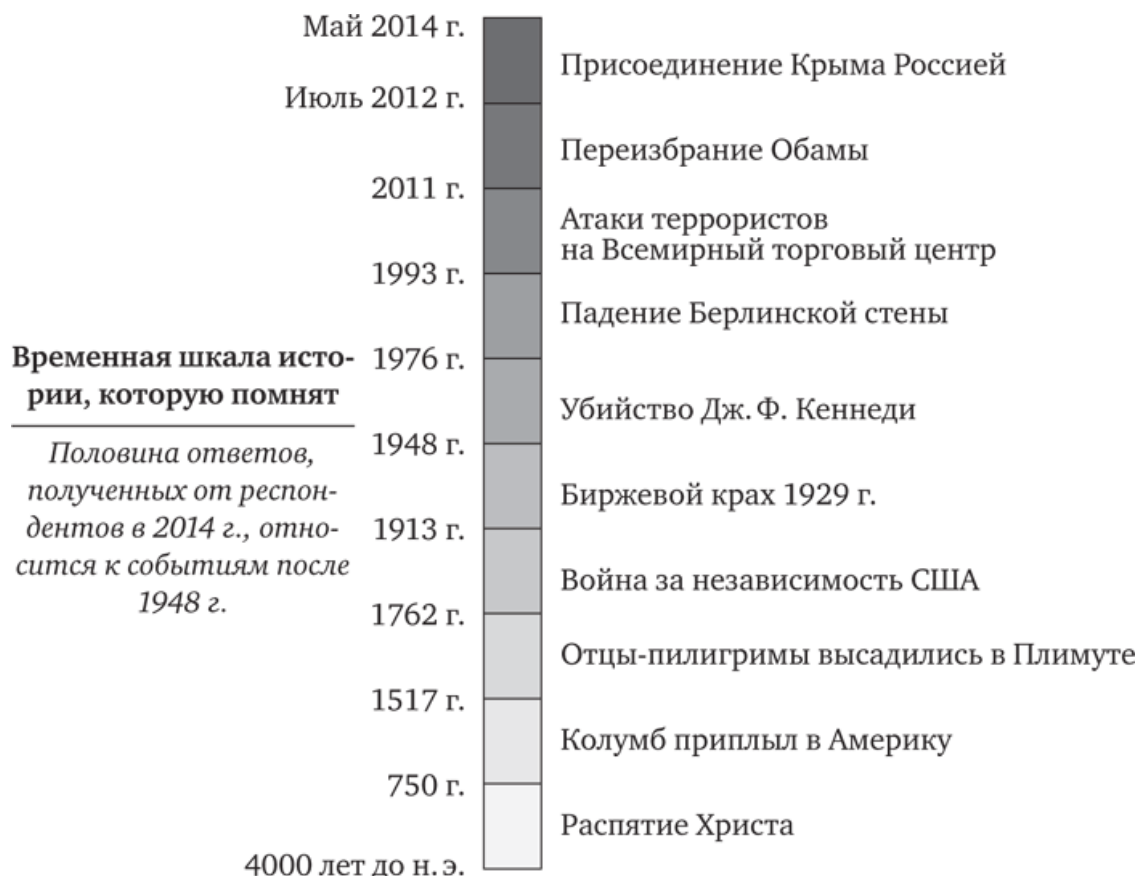 Май 2014 г.
Присоединение Крыма Россией
Июль 2012 г.
Переизбрание Обамы
2011 г.
Атаки террористов
на Всемирный торговый центр
1993 г.
Падение Берлинской стены
Временная шкала исто-
рии, которую помнят
Половина ответов,
полученных от респон-
дентов в 2014 г., отно-
сится к событиям после
1948 г.
1976 г.
Убийство Дж. Ф. Кеннеди
1948 г.
Биржевой крах 1929 г.
1913 г.
Война за независимость США
1762 г.
Отцы-пилигримы высадились в Плимуте
1517 г.
Колумб приплыл в Америку
750 г.
Распятие Христа
4000 лет до н. э.